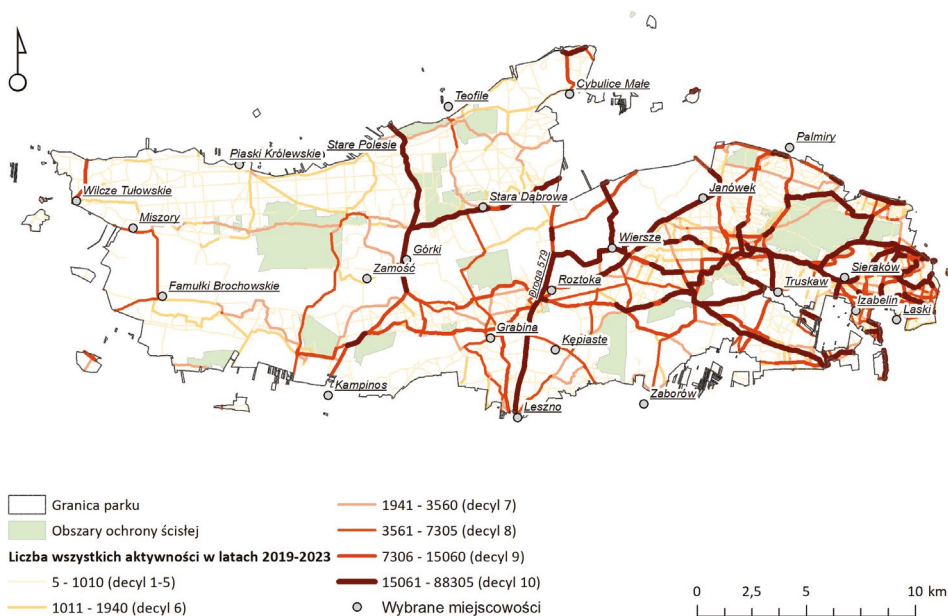 Cybulice Małe
Teofile
Stare Polesie
Palmiry
Piaski Królewskie
Wilcze Tułowskie
Janówek
Stara Dąbrowa
Miszory
Wiersze
Górki
Droga 579
Zamość
Sieraków
Roztoka
Truskaw
Famułki Brochowskie
Izabelin
Laski
Grabina
Kępiaste
Kampinos
Zaborów
Leszno
Granica parku
Obszary ochrony ścisłej
Liczba wszystkich aktywności w latach 2019-2023
5 - 1010 (decyl 1-5)
1011 - 1940 (decyl 6)
1941 - 3560 (decyl 7)
3561 - 7305 (decyl 8)
7306 - 15060 (decyl 9)
15061 - 88305 (decyl 10)
Wybrane miejscowości
0 2,5 5 10 km